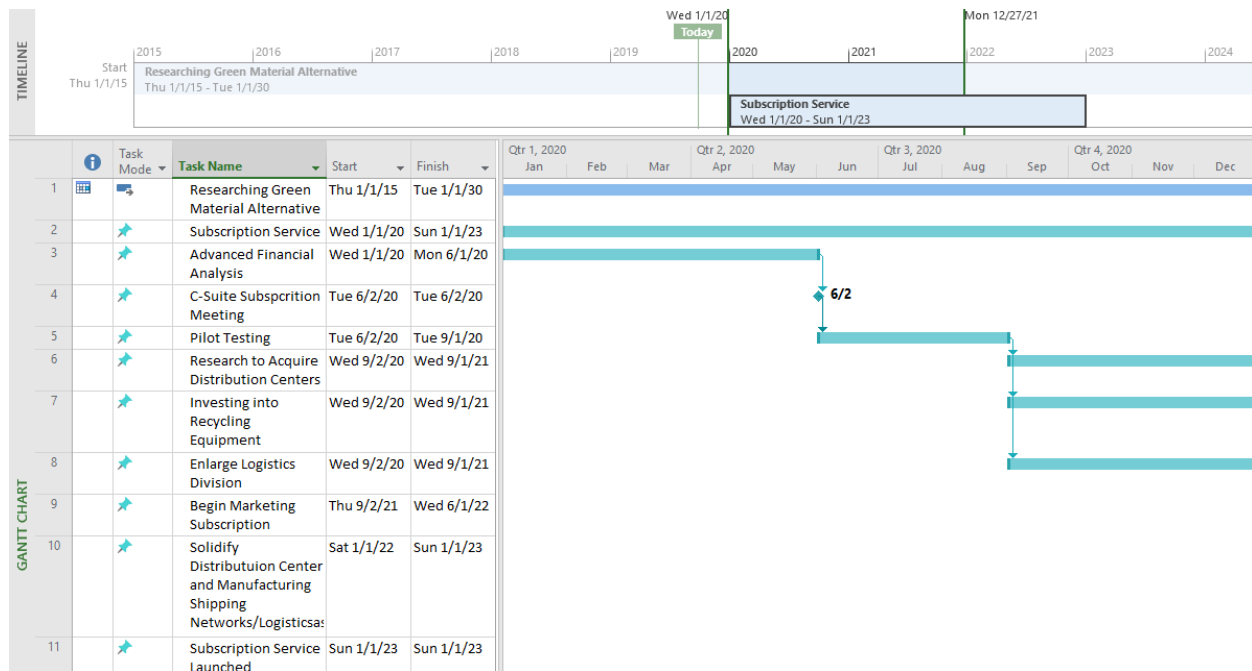 TIMELINE
Wed 1/1/20
Mon 12/27/21
Today
2015 2016 2017 2018 2019 2020 2021 2022 2023 2024
Start
Thu 1/1/15
Researching Green Material Alternative
Thu 1/1/15 - Tue 1/1/30
Subscription Service
Wed 1/1/20 - Sun 1/1/23
GANTT CHART
Task
Mode
Task Name
Start
Finish
Qtr 1, 2020 Qtr 2, 2020 Qtr 3, 2020 Qtr 4, 2020
Jan Feb Mar Apr May Jun Jul Aug Sep Oct Nov Dec
1 Researching Green Thu 1/1/15 Tue 1/1/30
Material Alternative
2 Subscription Service Wed 1/1/20 Sun 1/1/23
3 Advanced Financial Wed 1/1/20 Mon 6/1/20
Analysis
4 C-Suite Subspcrition Tue 6/2/20 Tue 6/2/20
Meeting
6/2
5 Pilot Testing Tue 6/2/20 Tue 9/1/20
6 Research to Acquire Wed 9/2/20 Wed 9/1/21
Distribution Centers
7 Investing into Wed 9/2/20 Wed 9/1/21
Recycling
Equipment
8 Enlarge Logistics Wed 9/2/20 Wed 9/1/21
Division
9 Begin Marketing Thu 9/2/21 Wed 6/1/22
Subscription
10 Solidify Sat 1/1/22 Sun 1/1/23
Distributuion Center
and Manufacturing
Shipping
Networks/Logisticsas
11 Subscription Service Sun 1/1/23 Sun 1/1/23
Launched